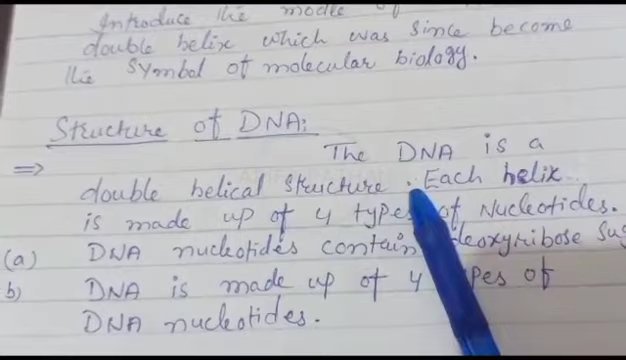 Introduce the model of
double helix which was since become
the symbol of molecular biology.
Structure of DNA:
⇒ The DNA is a
double helical structure. Each helix
is made up of 4 types of Nucleotides.
(a) DNA nucleotides contain deoxyribose
b) DNA is made up of 4 types of
DNA nucleotides.